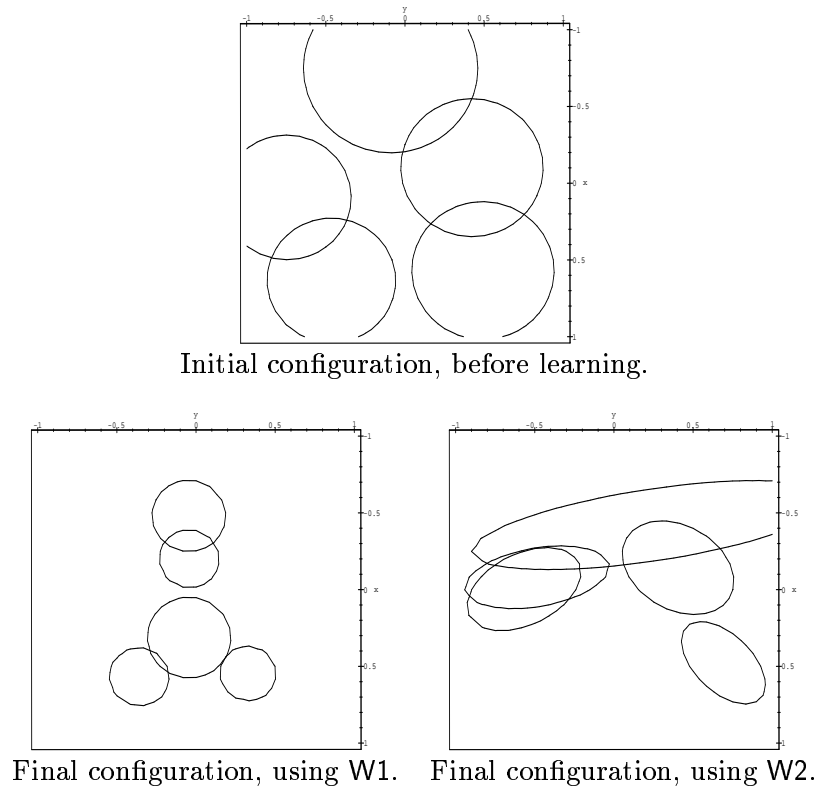 y
-1 -0.5 0 0.5 1
-1
-0.5
0 x
0.5
1
Initial configuration, before learning.
y
-1 -0.5 0 0.5 1
-1
-0.5
0 x
0.5
1
Final configuration, using W1.
y
-1 -0.5 0 0.5 1
-1
-0.5
0 x
0.5
1
Final configuration, using W2.